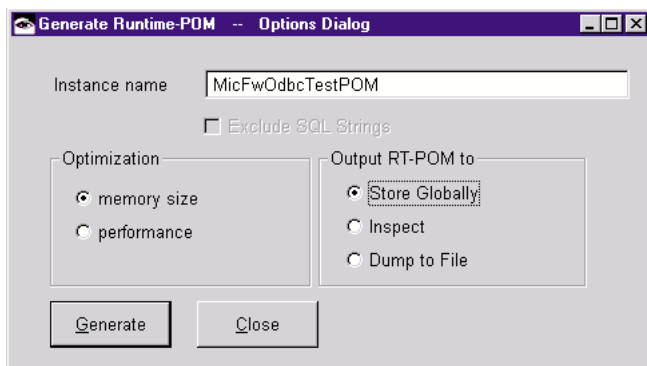 Generate Runtime-POM -- Options Dialog
Instance name MicFwOdbcTestPOM
Exclude SQL Strings
Optimization
memory size
performance
Output RT-POM to
Store Globally
Inspect
Dump to File
Generate Close